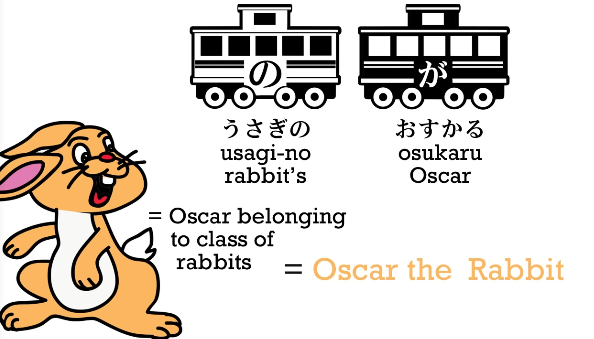 の
が
うさぎの
usagi-no
rabbit's
おすかる
osukaru
Oscar
= Oscar belonging
to class of
rabbits
= Oscar the Rabbit